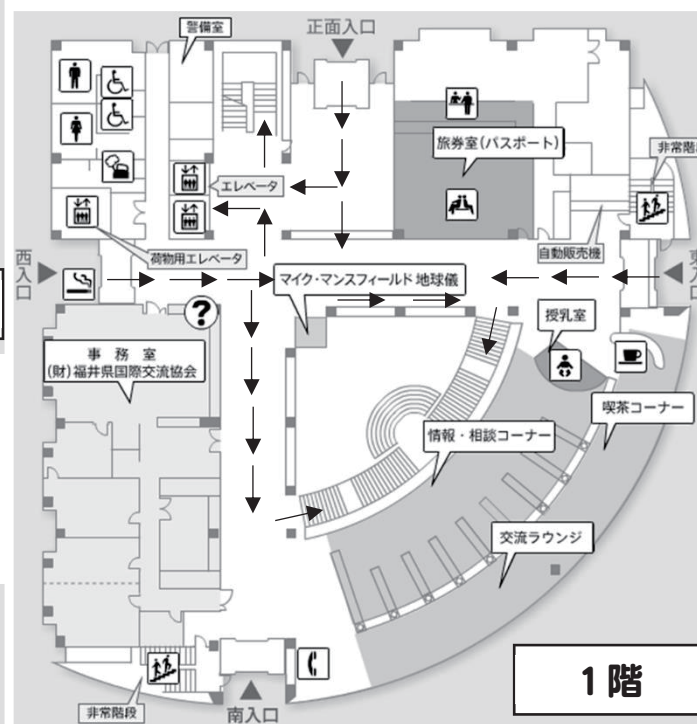 警備室
正面入口
旅券室(パスポート)
非常階段
エレベータ
荷物用エレベータ
自動販売機
西入口
東入口
マイク・マンスフィールド 地球儀
授乳室
?
事務室
(財)福井県国際交流協会
喫茶コーナー
情報・相談コーナー
交流ラウンジ
1階
非常階段
南入口